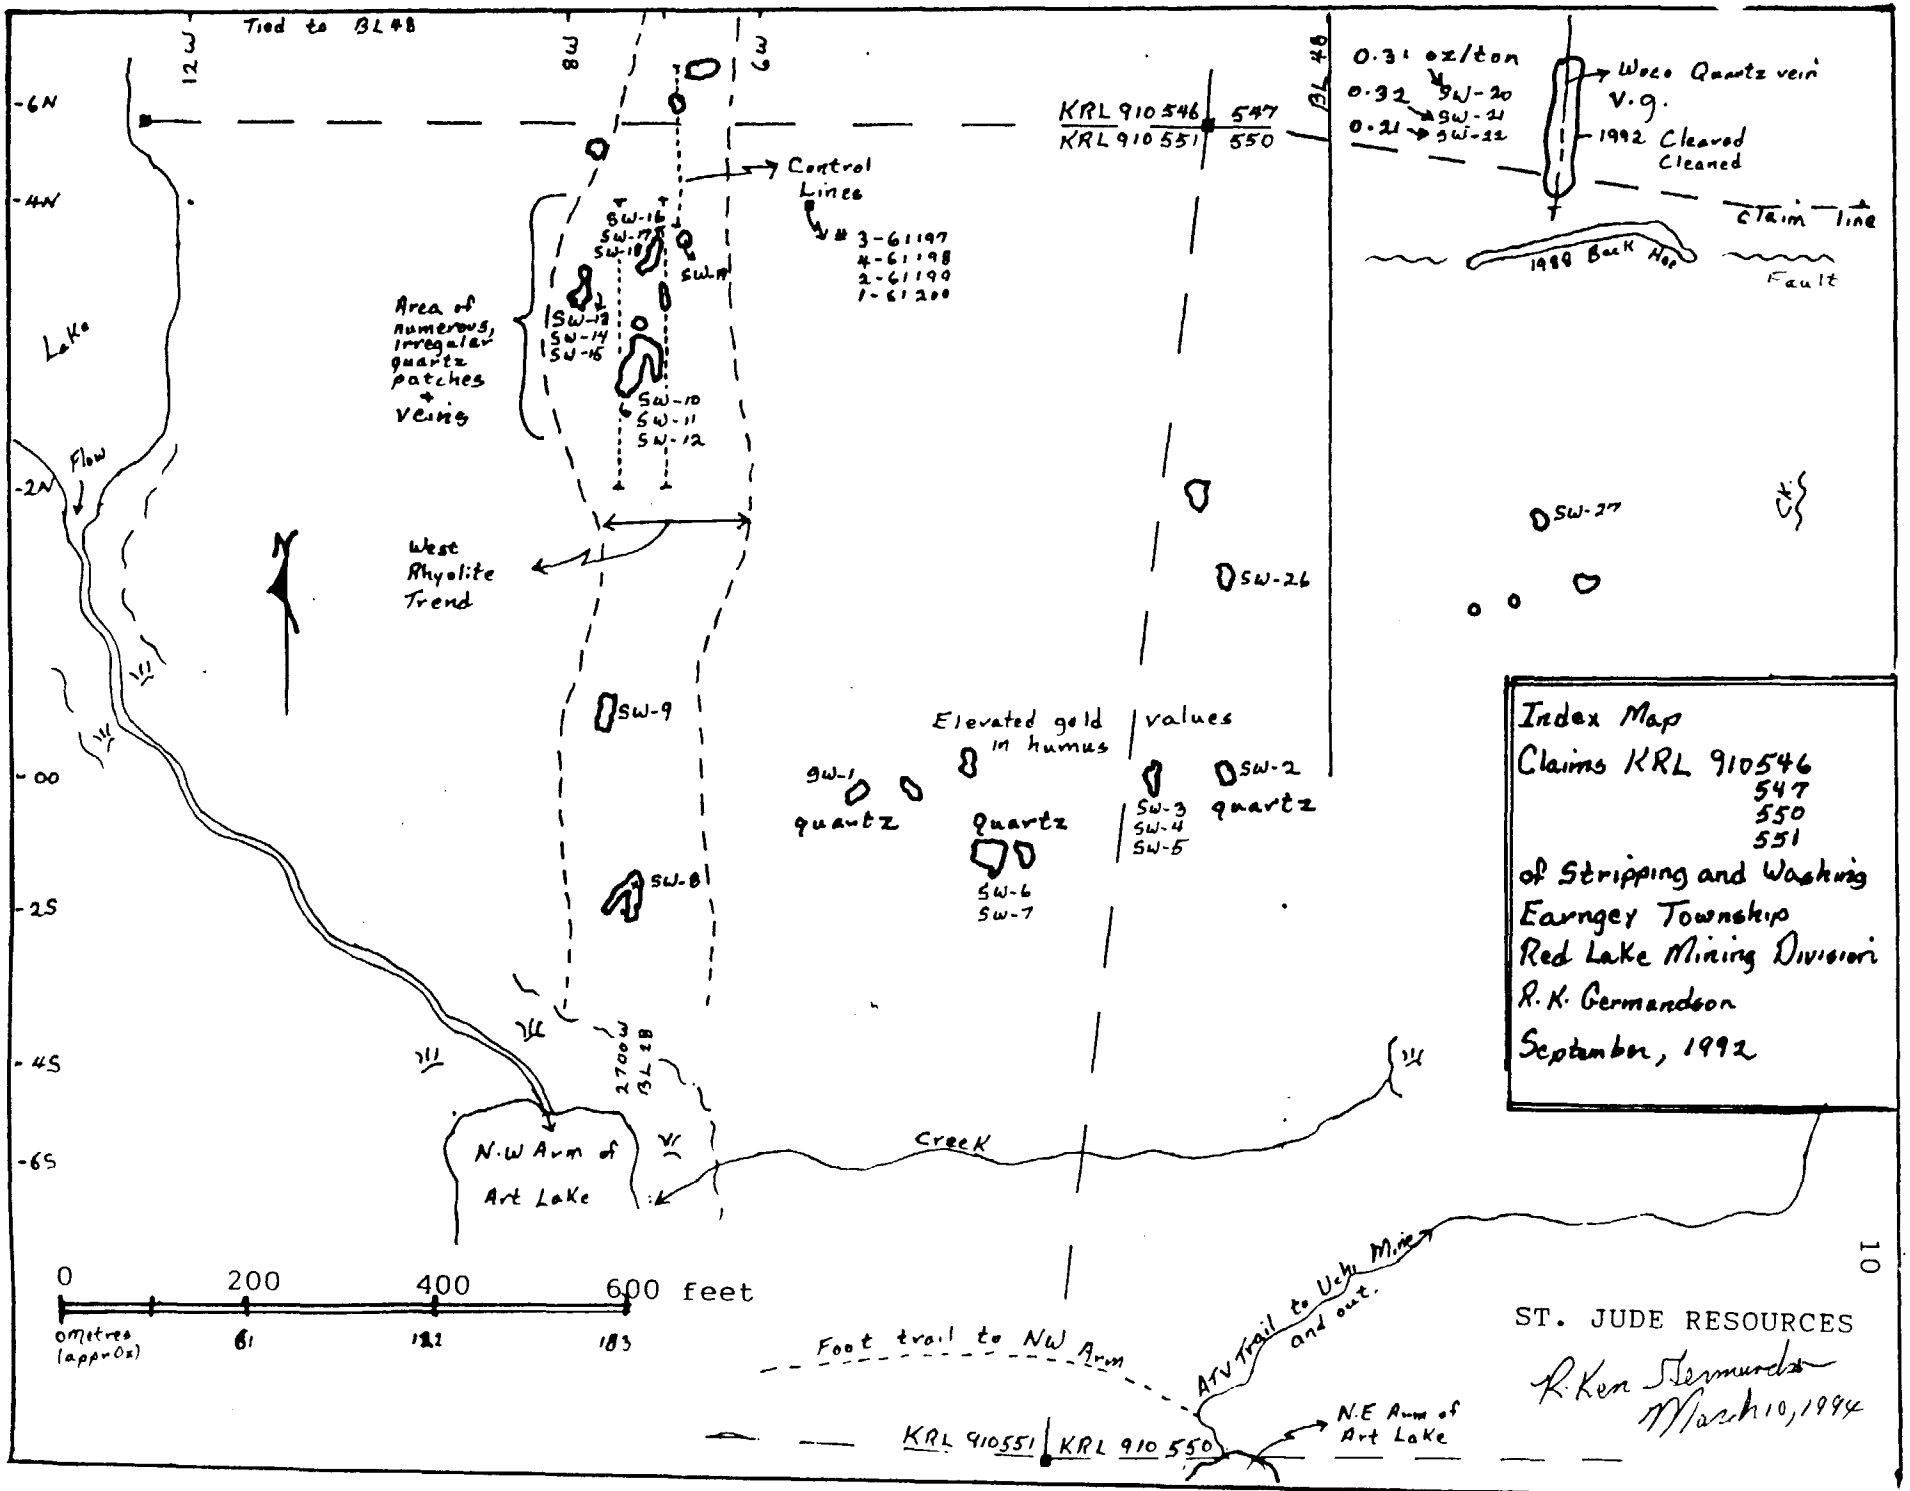 Tied to BL 48
12W
8W
6W
BL 48
-6N
-4N
-2N
-00
-2S
-4S
-6S
KRL 910546 547
KRL 910551 550
0.31 oz/ton
SW-20
0.32
SW-21
0.21
SW-22
Woco Quartz vein
V.g.
1992 Cleared
Cleaned
claim line
1988 Back Hoe
Fault
Control
Lines
# 3-61197
4-61198
2-61199
1-61200
SW-16
SW-17
SW-18
SW-19
Area of
numerous,
irregular
quartz
patches
+
veins
SW-13
SW-14
SW-15
SW-10
SW-11
SW-12
Lake
Flow
N
West
Rhyolite
Trend
SW-27
SW-26
SW-9
Elevated gold values
in humus
SW-1
quartz
Quartz
SW-6
SW-7
SW-3
SW-4
SW-5
SW-2
quartz
SW-8
2700W
BL 28
N.W Arm of
Art Lake
Creek
Index Map
Claims KRL 910546
547
550
551
of Stripping and Washing
Earngey Township
Red Lake Mining Division
R.K. Germundson
September, 1992
0 200 400 600 feet
0 metres 61 122 183
(approx)
Foot trail to NW Arm
ATV Trail to Uchi Mine
and out.
N.E Arm of
Art Lake
KRL 910551 KRL 910 550
10
ST. JUDE RESOURCES
R. Ken Germundson
March 10, 1994